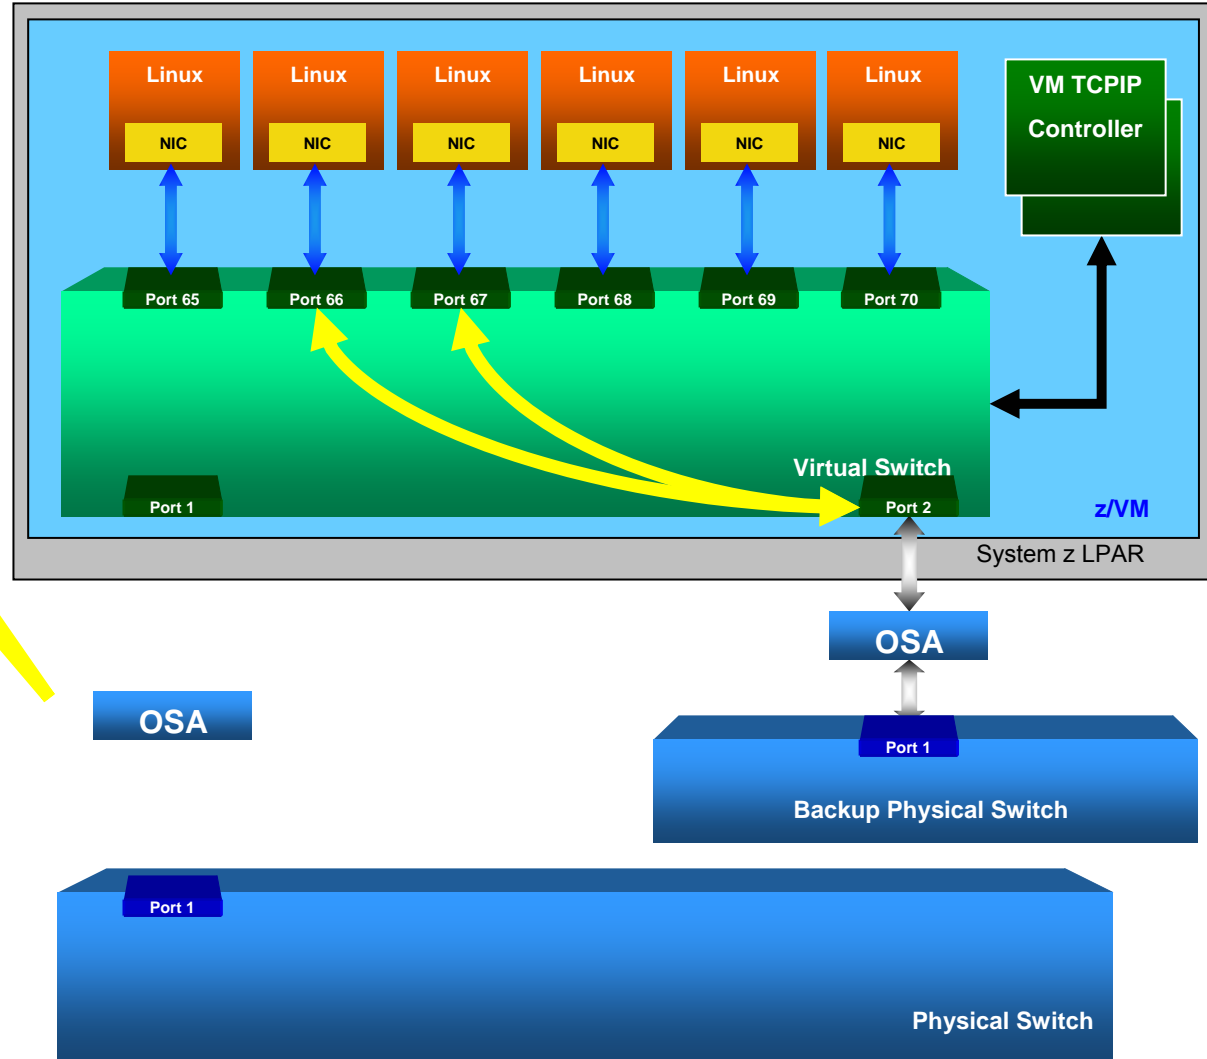 Linux
Linux
Linux
Linux
Linux
Linux
VM TCPIP
Controller
NIC
NIC
NIC
NIC
NIC
NIC
Port 65
Port 66
Port 67
Port 68
Port 69
Port 70
Virtual Switch
Port 1
Port 2
z/VM
System z LPAR
OSA
OSA
Port 1
Backup Physical Switch
Port 1
Physical Switch